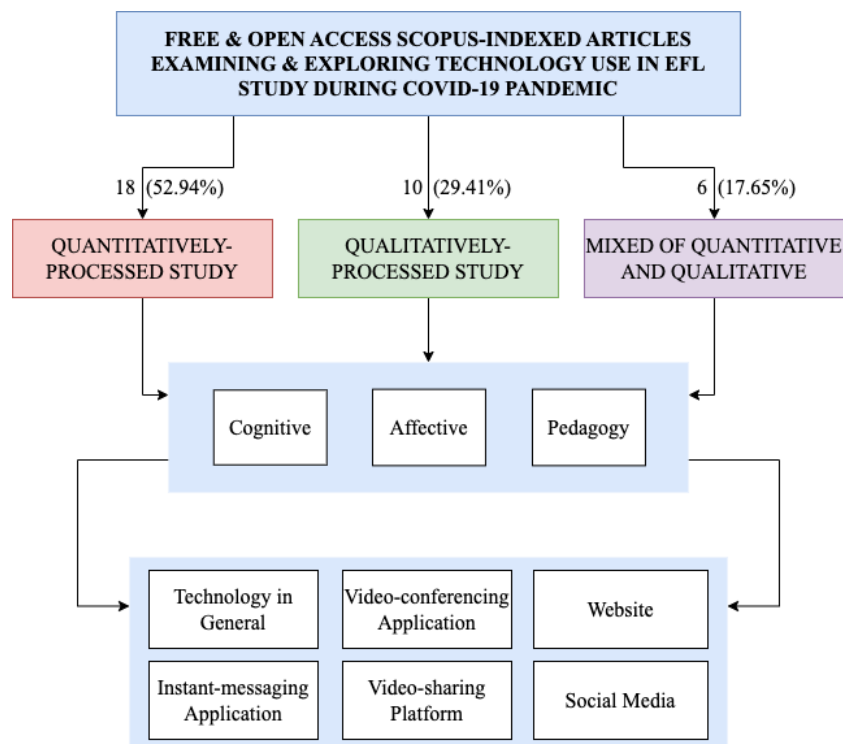 FREE & OPEN ACCESS SCOPUS-INDEXED ARTICLES
EXAMINING & EXPLORING TECHNOLOGY USE IN EFL
STUDY DURING COVID-19 PANDEMIC
18 (52.94%)
10 (29.41%)
6 (17.65%)
QUANTITATIVELY-
PROCESSED STUDY
QUALITATIVELY-
PROCESSED STUDY
MIXED OF QUANTITATIVE
AND QUALITATIVE
Cognitive
Affective
Pedagogy
Technology in
General
Video-conferencing
Application
Website
Instant-messaging
Application
Video-sharing
Platform
Social Media